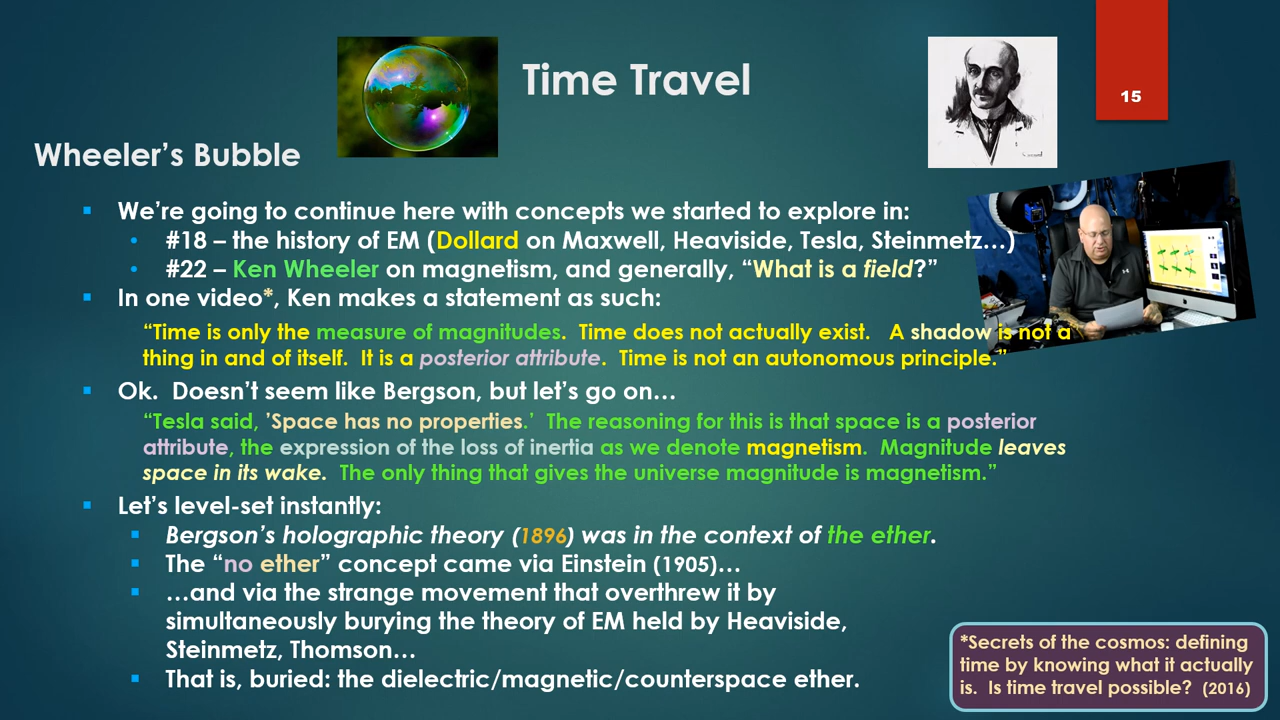 Time Travel
15
Wheeler's Bubble
▪ We're going to continue here with concepts we started to explore in:
• #18 – the history of EM (Dollard on Maxwell, Heaviside, Tesla, Steinmetz…)
• #22 – Ken Wheeler on magnetism, and generally, "What is a field?"
▪ In one video*, Ken makes a statement as such:
"Time is only the measure of magnitudes. Time does not actually exist. A shadow is not a
thing in and of itself. It is a posterior attribute. Time is not an autonomous principle."
▪ Ok. Doesn't seem like Bergson, but let's go on…
"Tesla said, 'Space has no properties.' The reasoning for this is that space is a posterior
attribute, the expression of the loss of inertia as we denote magnetism. Magnitude leaves
space in its wake. The only thing that gives the universe magnitude is magnetism."
▪ Let's level-set instantly:
▪ Bergson's holographic theory (1896) was in the context of the ether.
▪ The "no ether" concept came via Einstein (1905)…
▪ …and via the strange movement that overthrew it by
simultaneously burying the theory of EM held by Heaviside,
Steinmetz, Thomson…
▪ That is, buried: the dielectric/magnetic/counterspace ether.
*Secrets of the cosmos: defining
time by knowing what it actually
is. Is time travel possible? (2016)